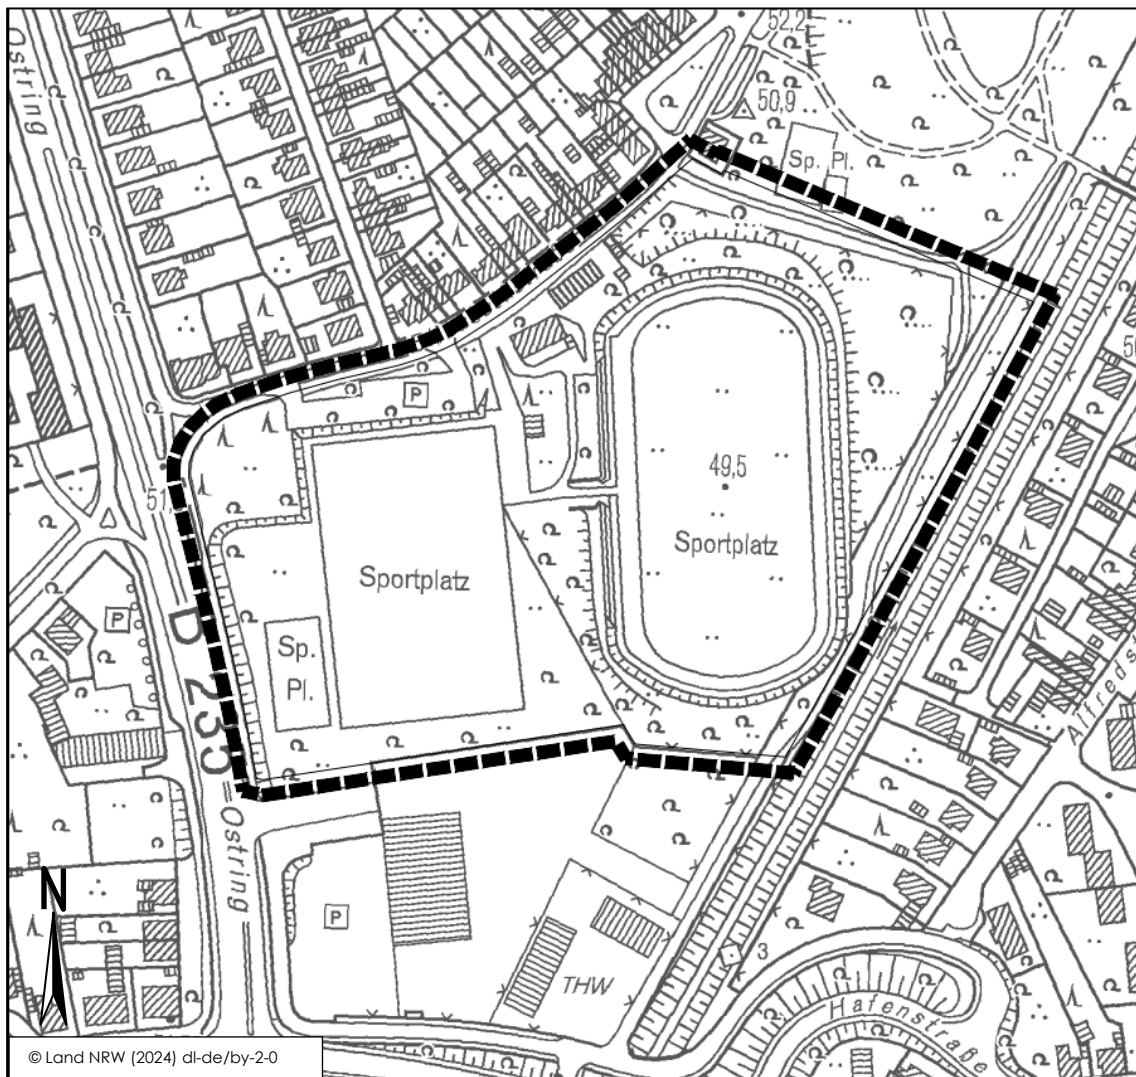 Ostring
52,2
50,9
Sp. Pl.
P
51,
49,5
Sportplatz
Sportplatz
P
B 235
Sp.
Pl.
Ostring
Alfreds
N
P
THW
3
Hafenstraße
© Land NRW (2024) dl-de/by-2-0